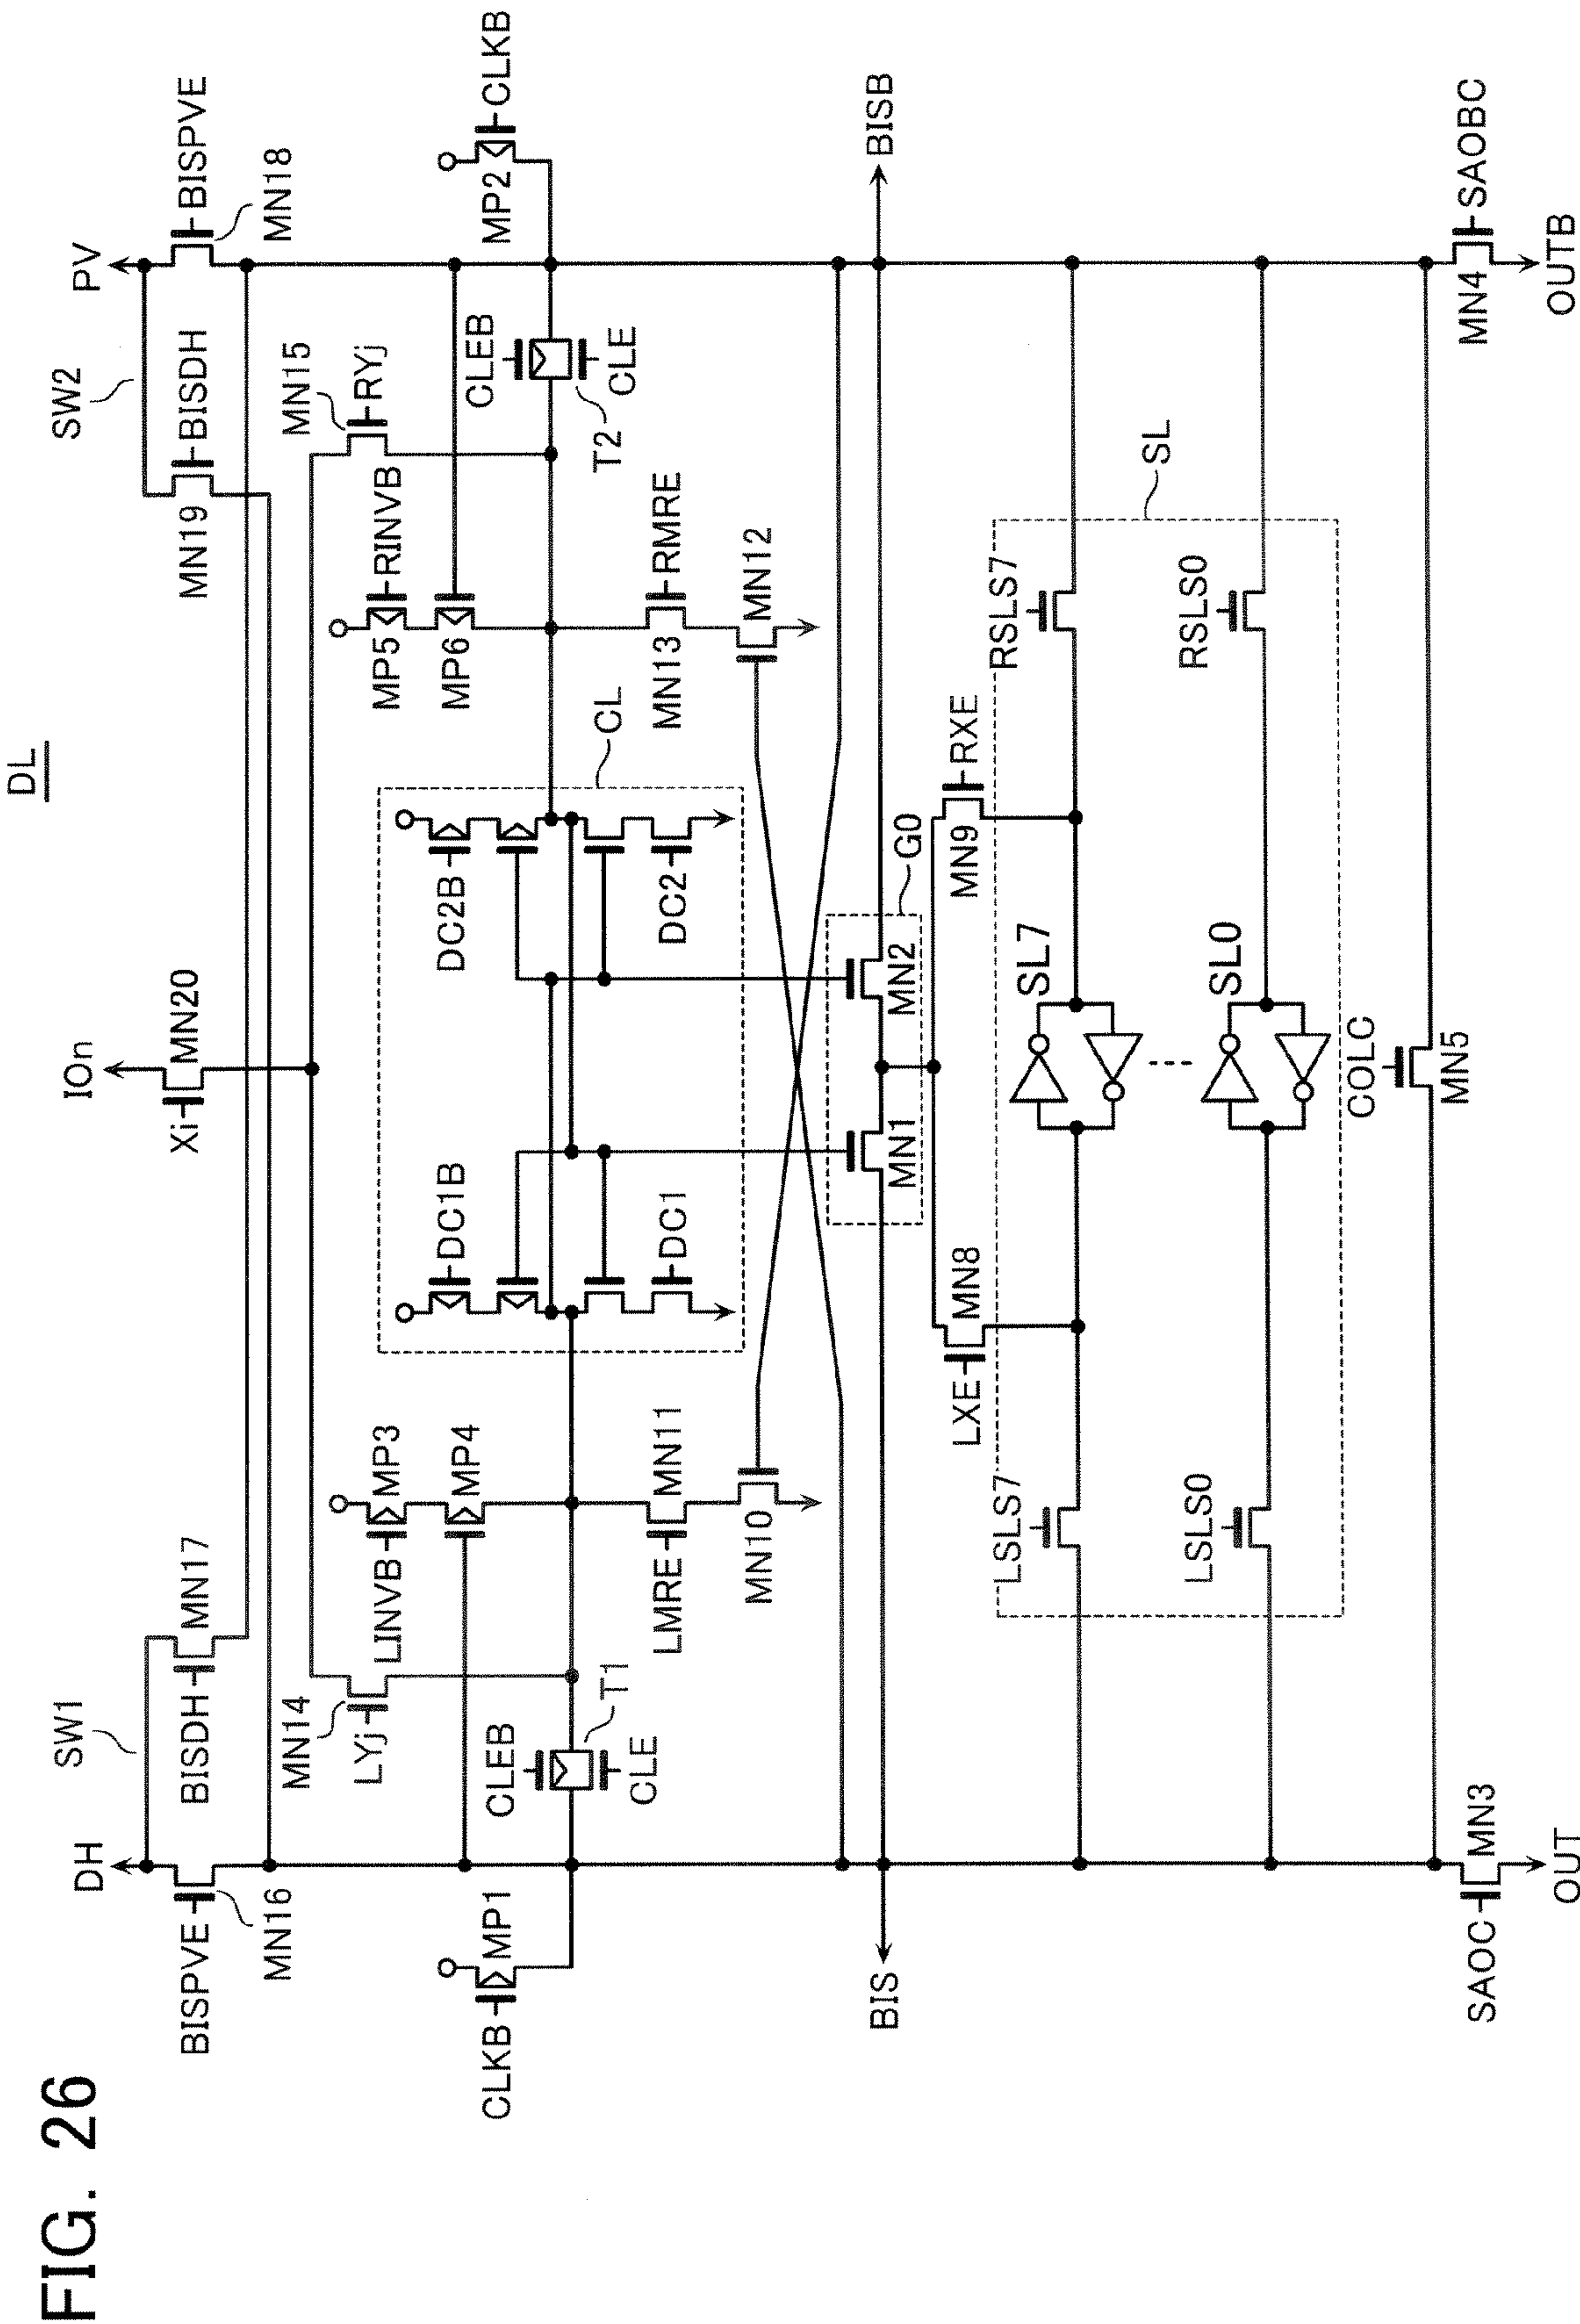 FIG. 26
DL
DH
PV
IOn
SW1
SW2
BISPVE
MN16
BISDH
MN17
Xi
MN20
MN19
BISDH
BISPVE
MN18
MN14
LYj
MN15
RYj
LINVB
MP3
MP4
RINVB
MP5
MP6
CLKB
MP1
CLEB
CLE
T1
DC1B
DC1
DC2B
DC2
CL
CLEB
CLE
T2
MP2
CLKB
LMRE
MN11
MN10
MN13
RMRE
MN12
BIS
MN1
MN2
G0
BISB
LXE
MN8
MN9
RXE
SL
LSLS7
SL7
RSLS7
LSLS0
SL0
RSLS0
COLC
MN5
SAOC
MN3
OUT
MN4
SAOBC
OUTB